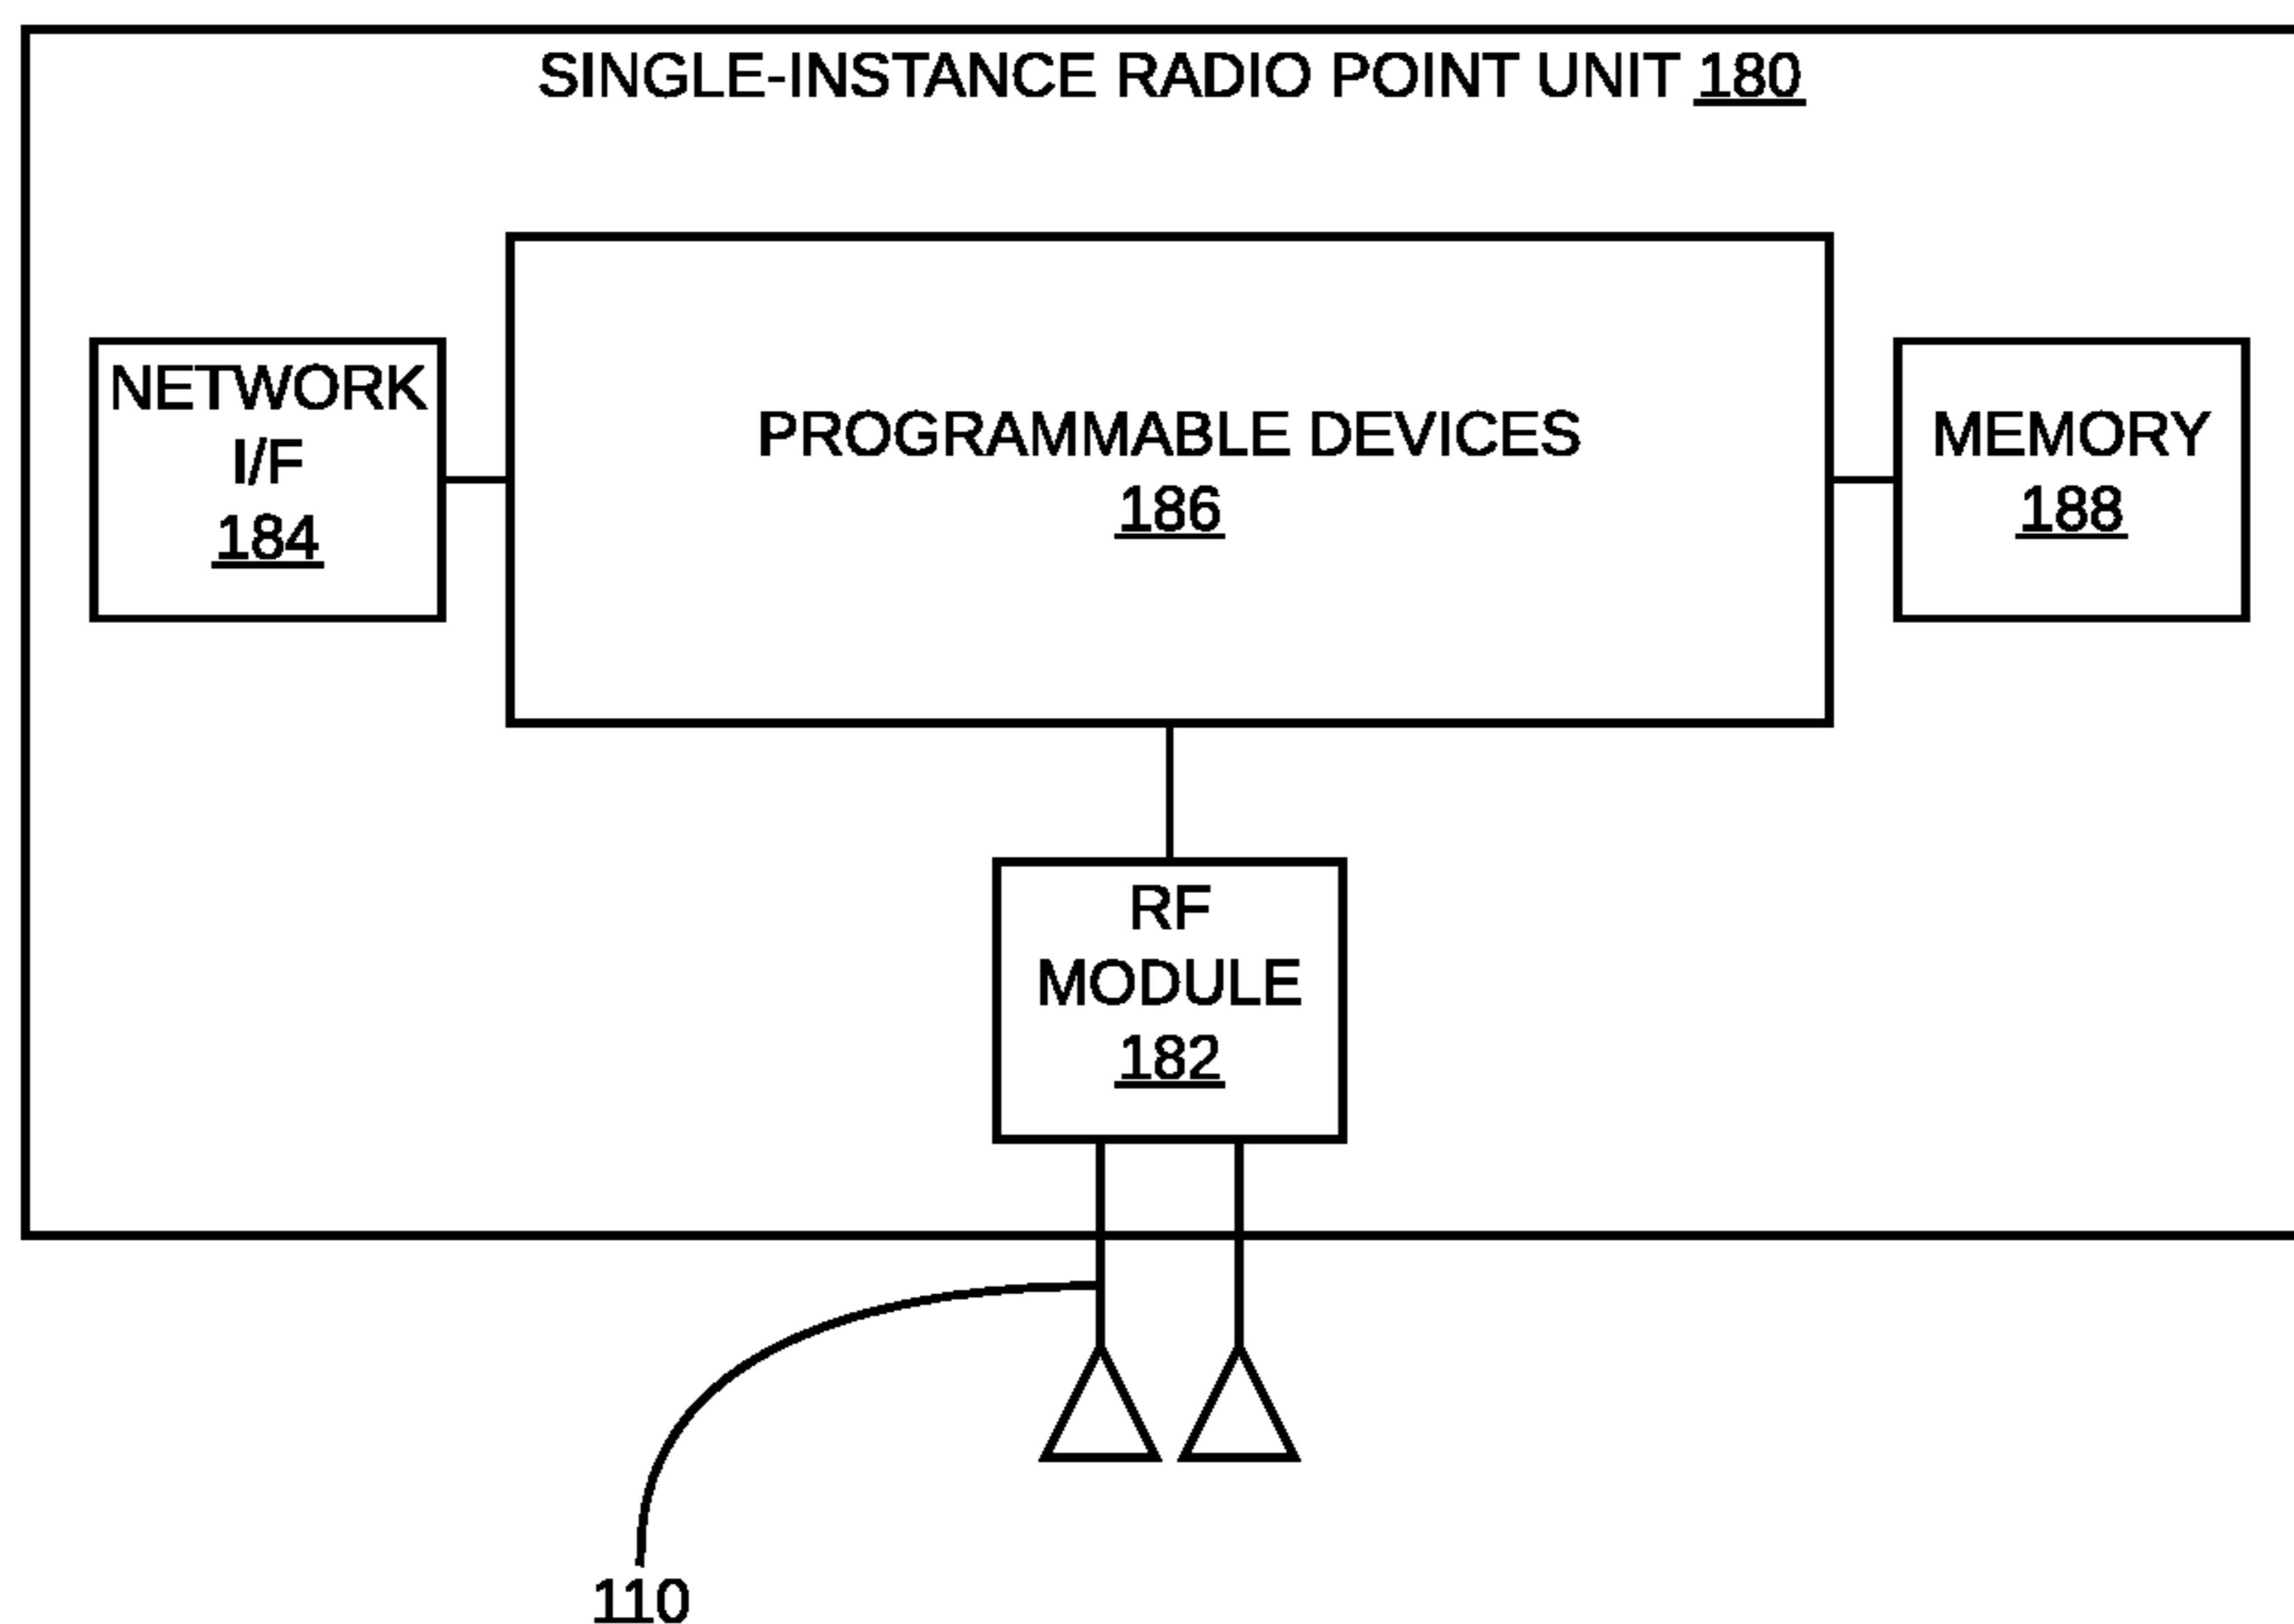 SINGLE-INSTANCE RADIO POINT UNIT 180
NETWORK
I/F
184
PROGRAMMABLE DEVICES
186
MEMORY
188
RF
MODULE
182
110